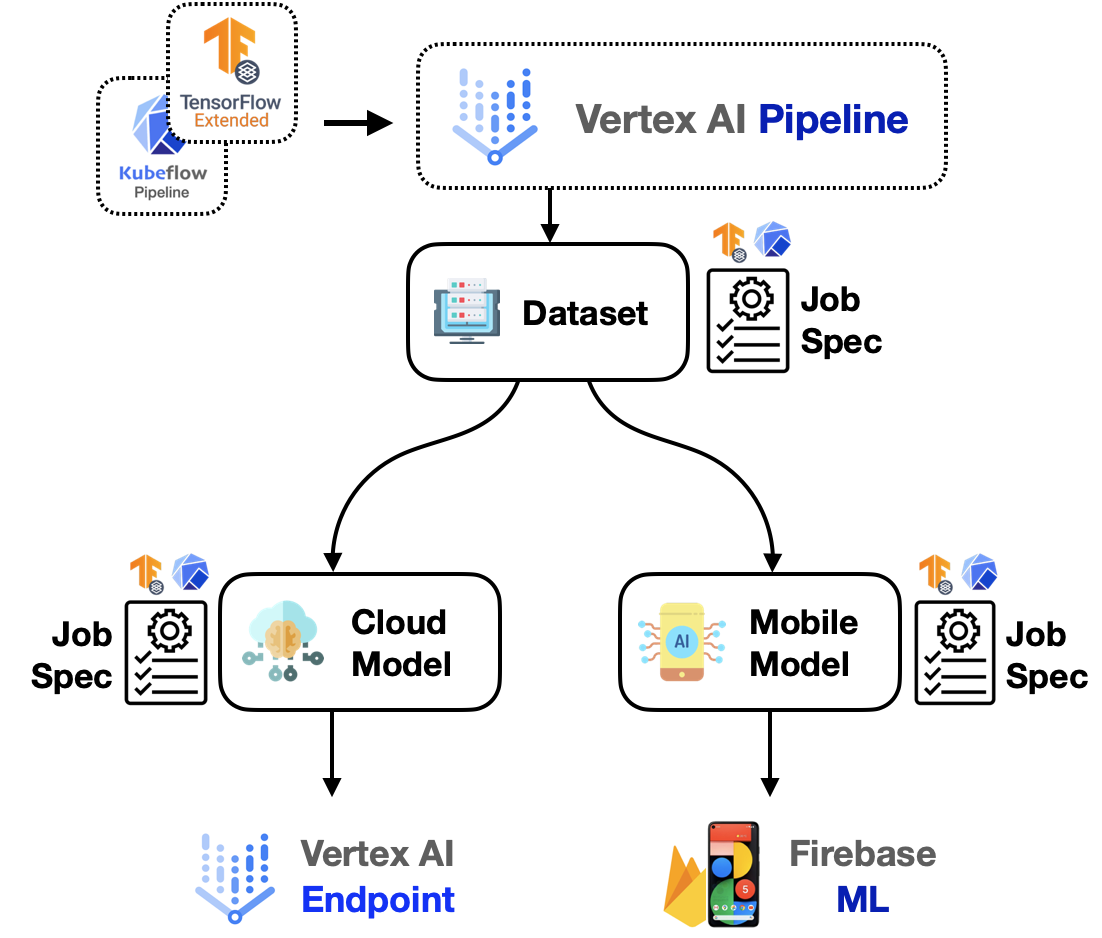 TensorFlow
Extended
Kubeflow
Pipeline
Vertex AI Pipeline
Dataset
Job
Spec
Job
Spec
Cloud
Model
Mobile
Model
AI
Job
Spec
Vertex AI
Endpoint
5
Firebase
ML